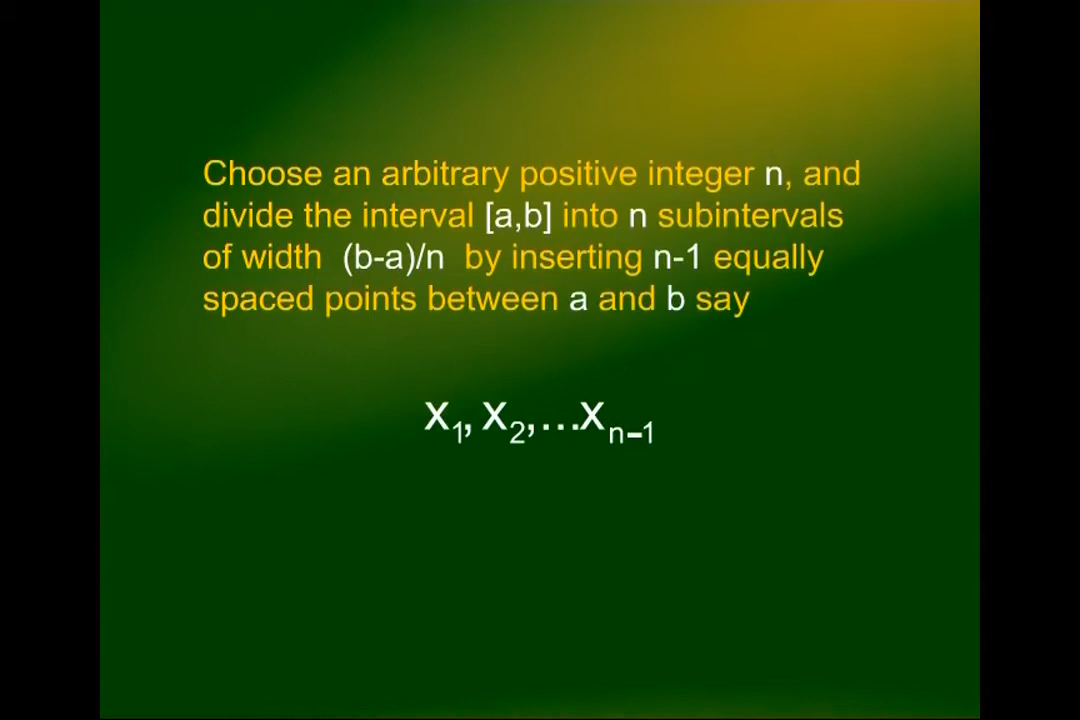 Choose an arbitrary positive integer n, and
divide the interval [a,b] into n subintervals
of width (b-a)/n by inserting n-1 equally
spaced points between a and b say
x₁, x₂,...xₙ₋₁